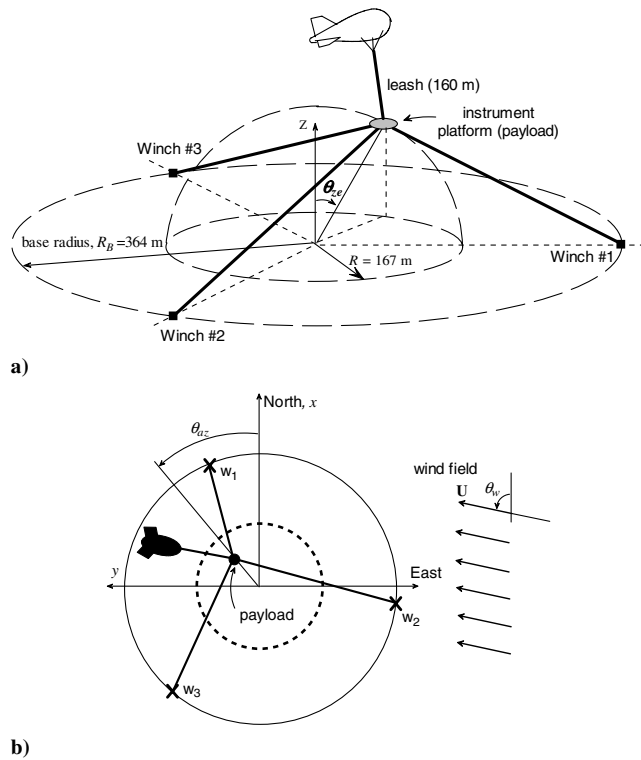 leash (160 m)
instrument
platform (payload)
Z
Winch #3
θze
base radius, RB =364 m
R = 167 m
Winch #1
Winch #2
a)
North, x
θaz
w1
wind field
U
θw
y
East
payload
w2
w3
b)